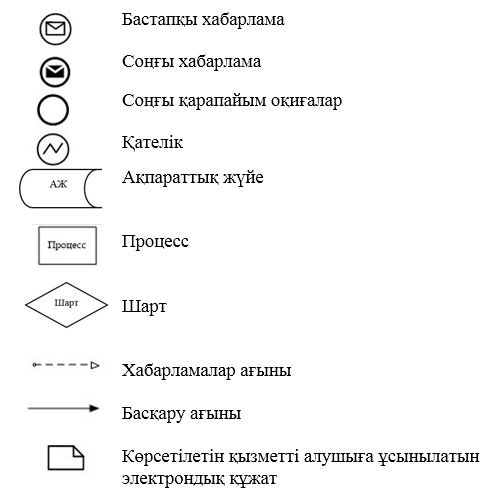 Бастапқы хабарлама
Соңғы хабарлама
Соңғы қарапайым оқиғалар
Қателік
АЖ Ақпараттық жүйе
Процесс Процесс
Шарт Шарт
Хабарламалар ағыны
Басқару ағыны
Көрсетілетін қызметті алушыға ұсынылатын
электрондық құжат